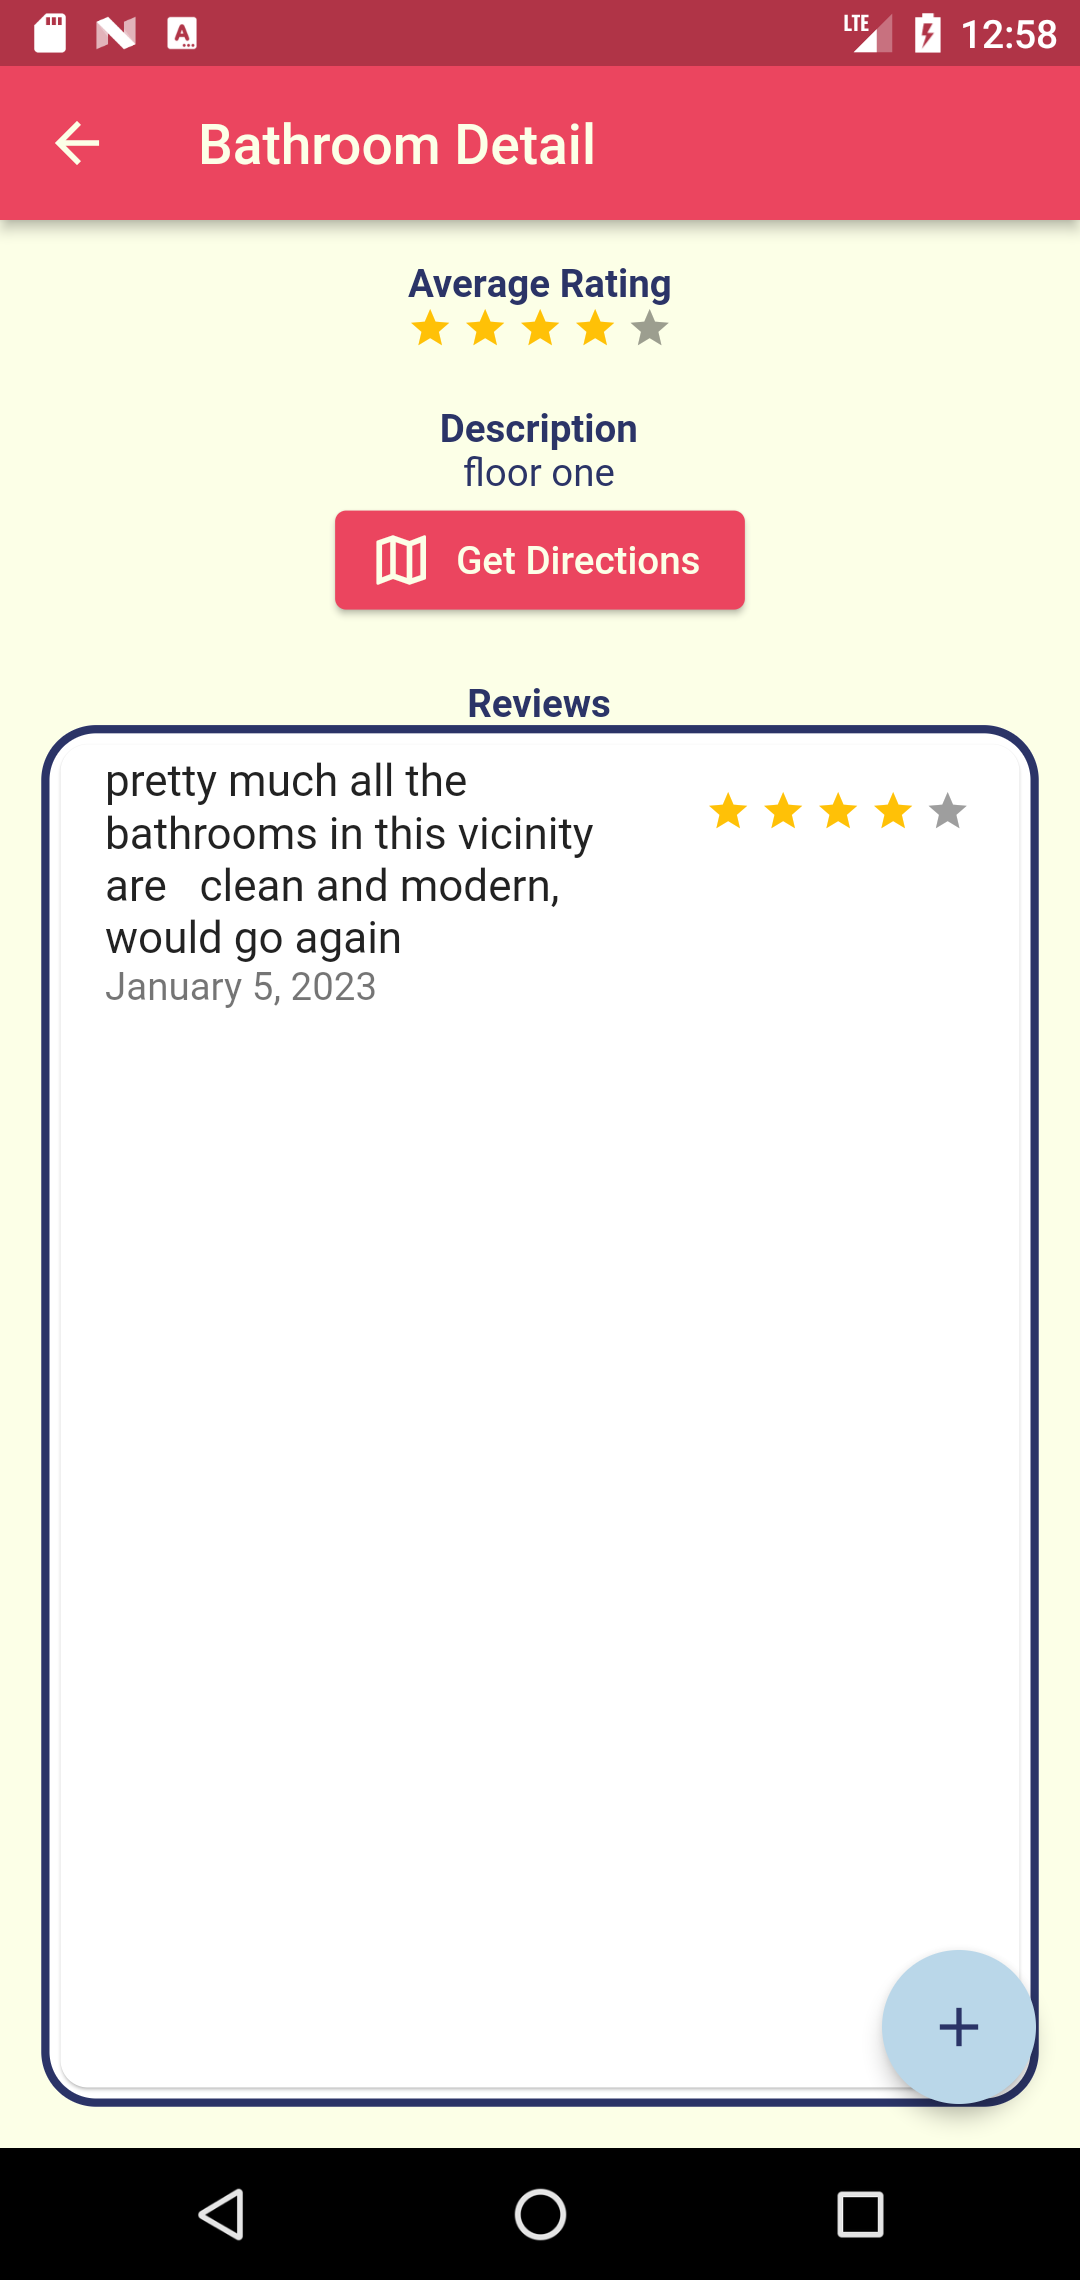 LTE 12:58
Bathroom Detail
Average Rating
Description
floor one
Get Directions
Reviews
pretty much all the
bathrooms in this vicinity
are   clean and modern,
would go again
January 5, 2023